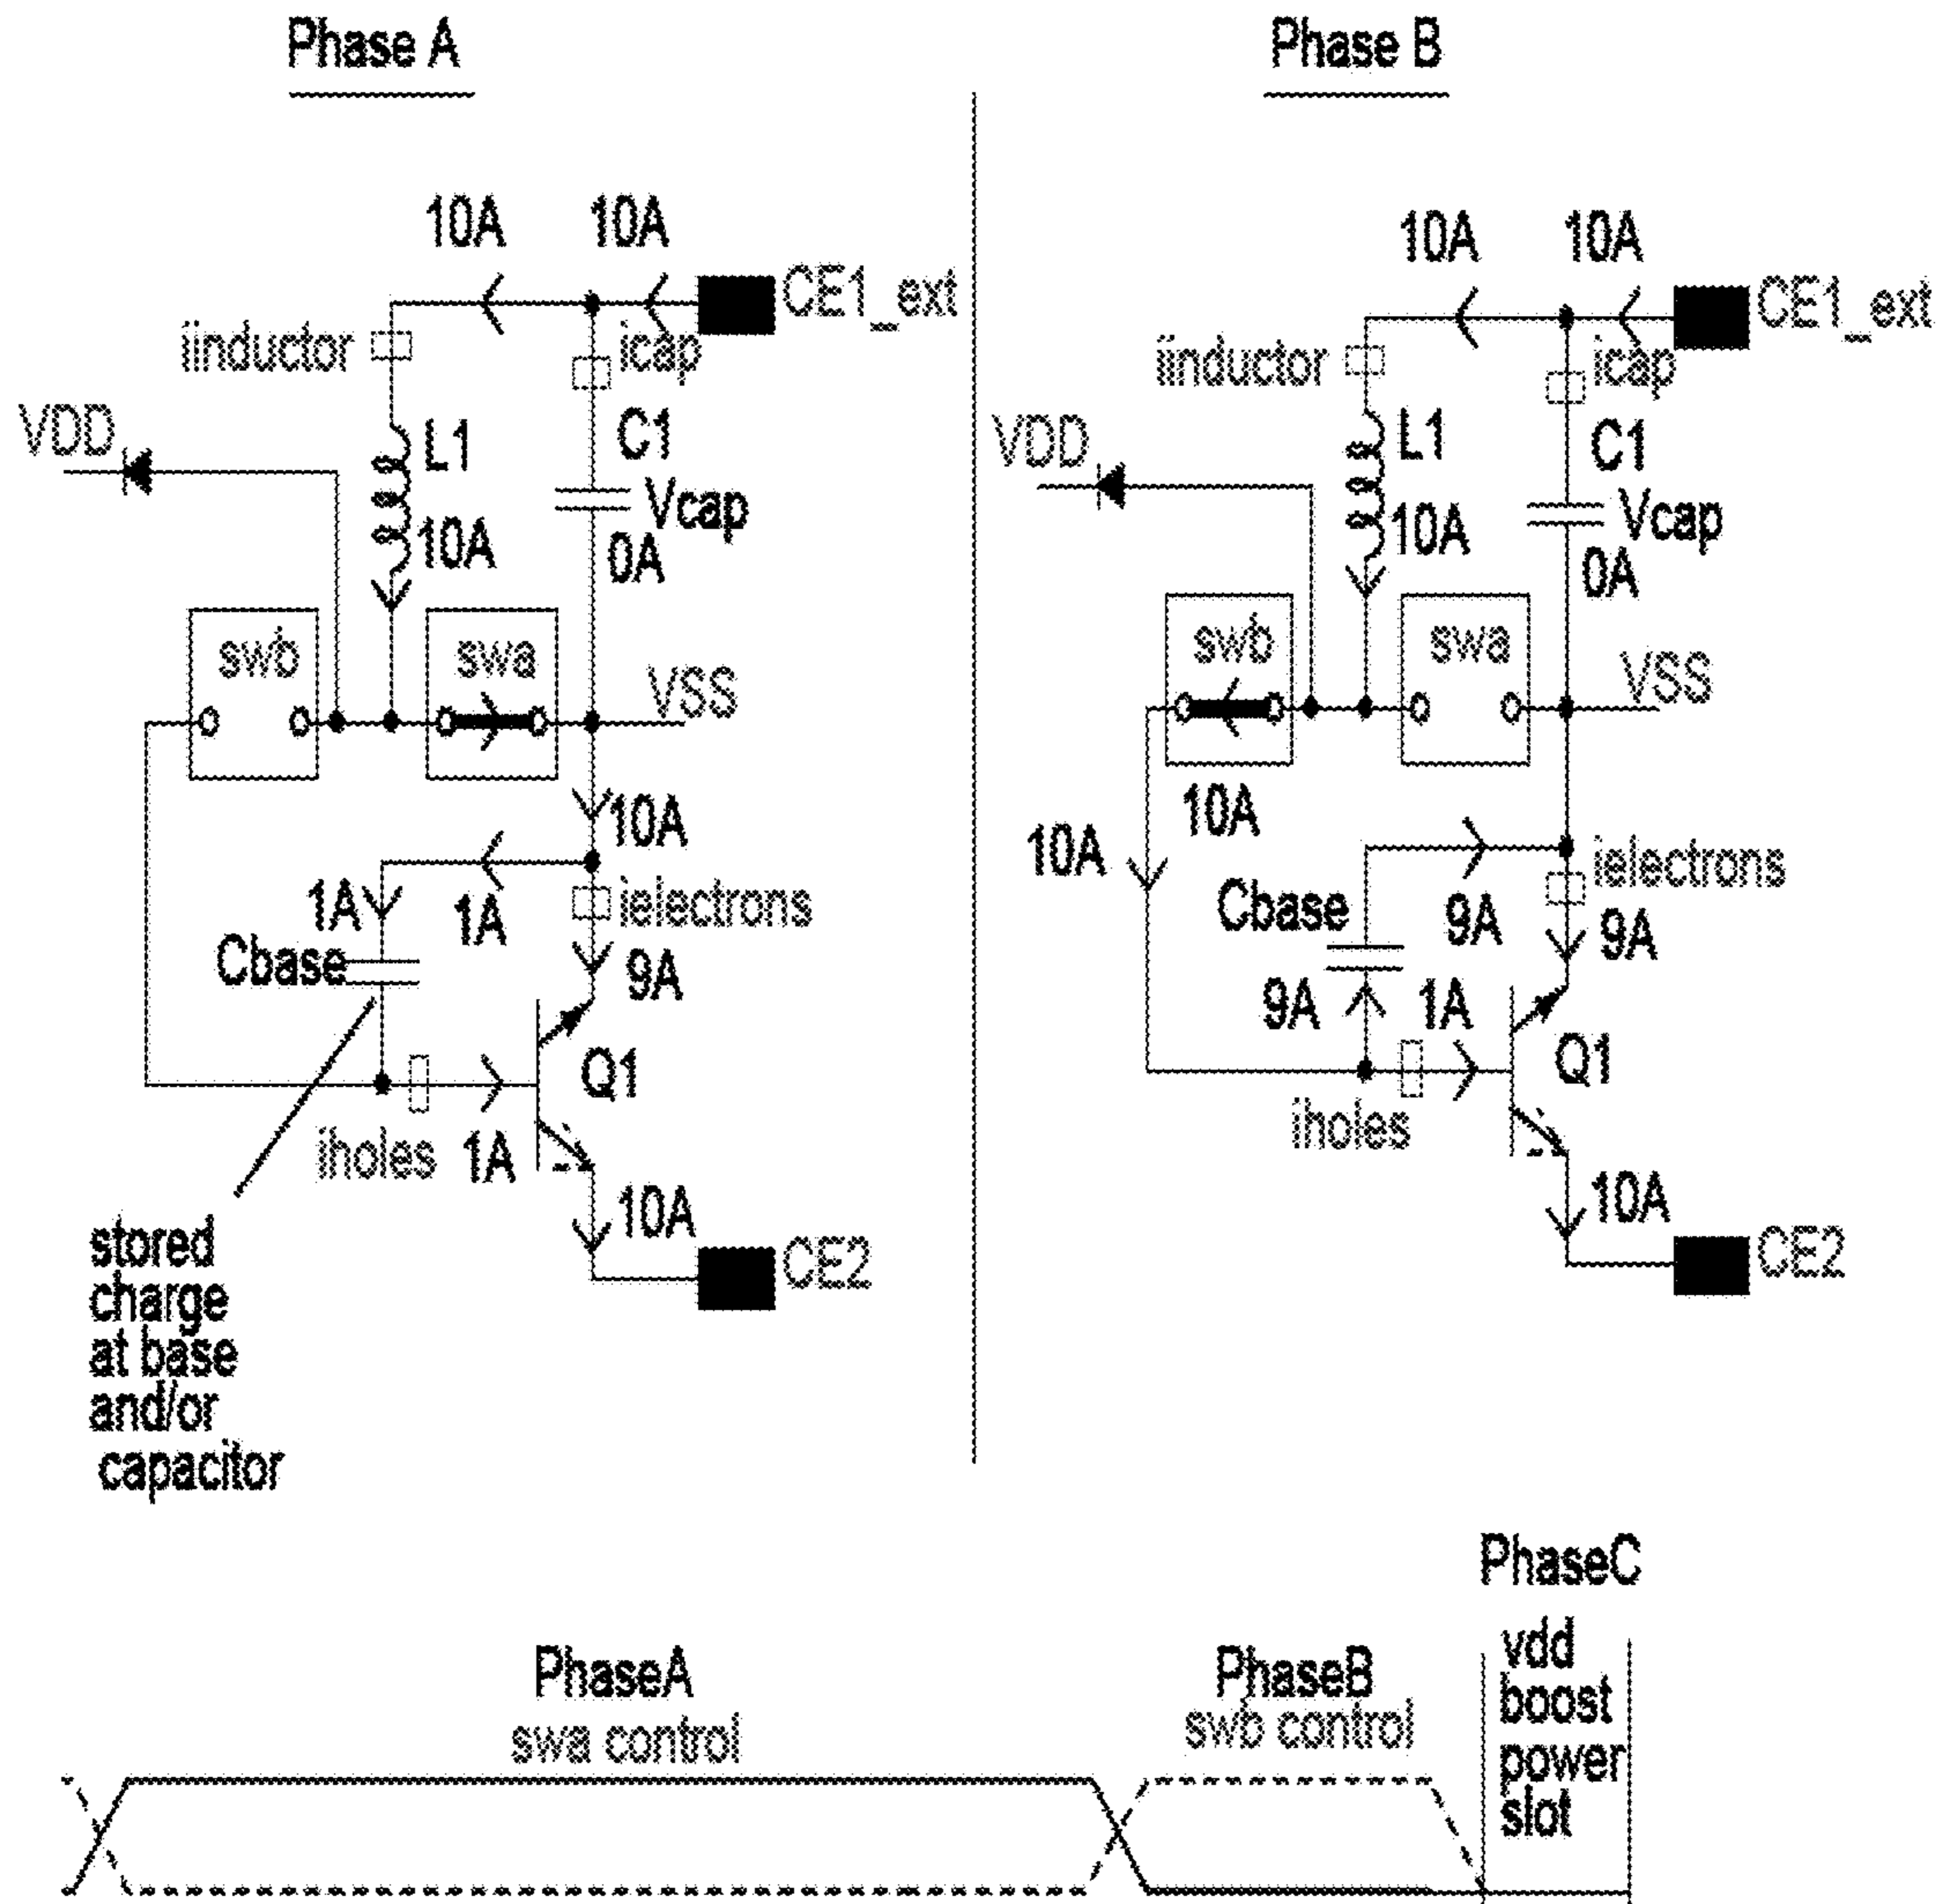 Phase A
10A 10A
CE1_ext
iinductor
icap
VDD
L1
C1
Vcap
10A
0A
swb
swa
VSS
10A
1A
1A
ielectrons
Cbase
9A
Q1
iholes
1A
10A
CE2
stored
charge
at base
and/or
capacitor
Phase B
10A 10A
CE1_ext
iinductor
icap
VDD
L1
C1
Vcap
10A
0A
swb
swa
VSS
10A
10A
Cbase
9A
ielectrons
9A
9A
1A
Q1
iholes
10A
CE2
PhaseA
swa control
PhaseB
swb control
PhaseC
vdd
boost
power
slot